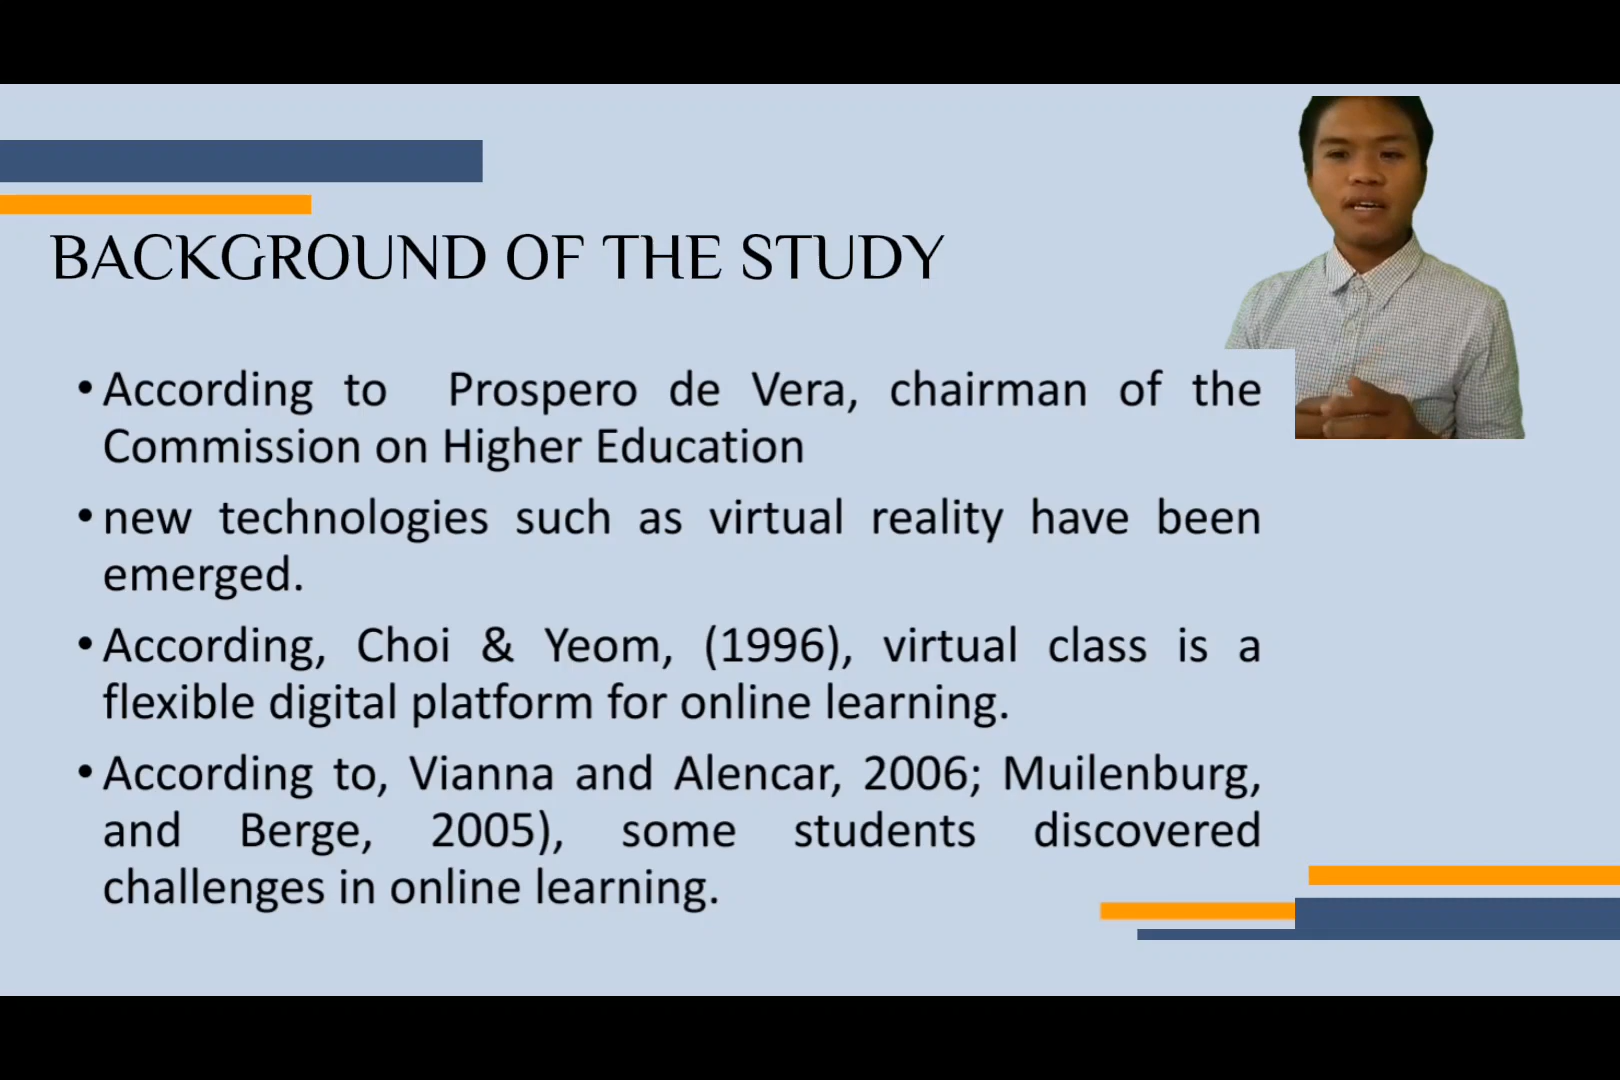 BACKGROUND OF THE STUDY
•According to Prospero de Vera, chairman of the
Commission on Higher Education
•new technologies such as virtual reality have been
emerged.
•According, Choi & Yeom, (1996), virtual class is a
flexible digital platform for online learning.
•According to, Vianna and Alencar, 2006; Muilenburg,
and Berge, 2005), some students discovered
challenges in online learning.